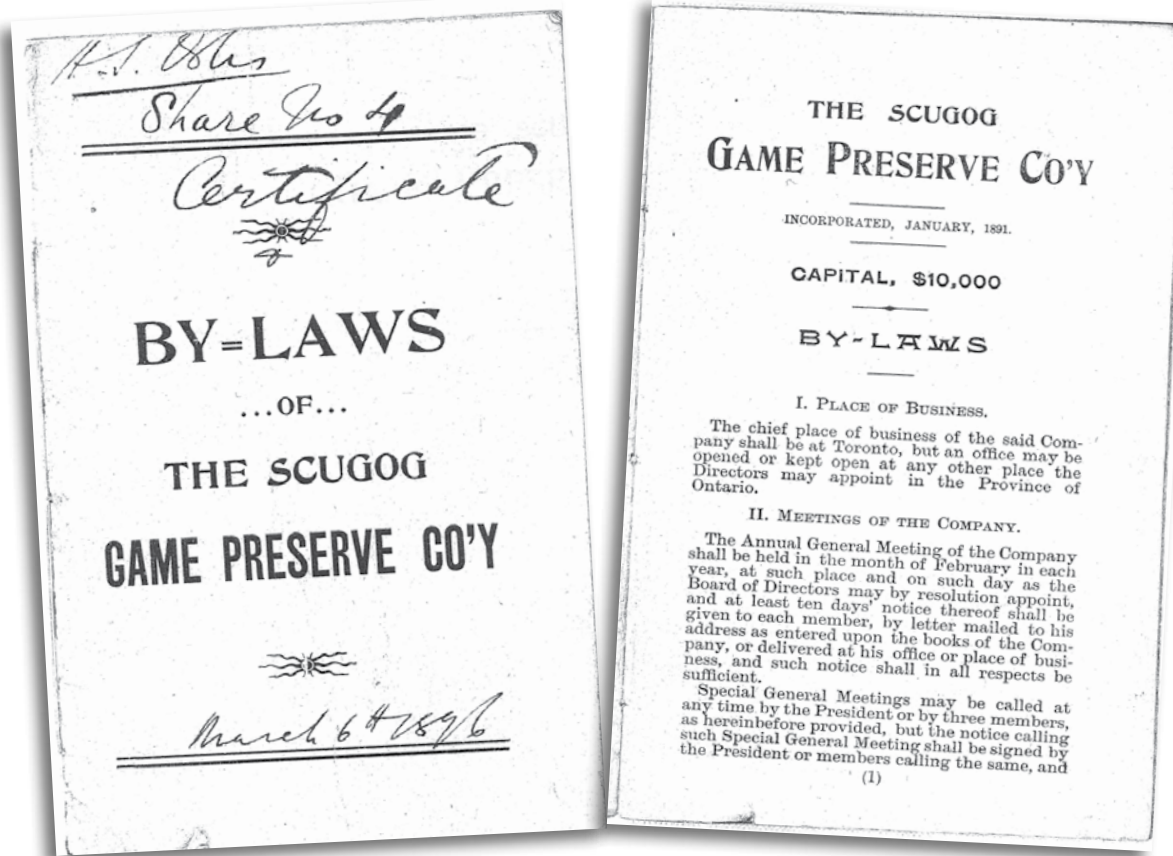 H.S. Osler
Share No 4
Certificate
BY=LAWS
...OF...
THE SCUGOG
GAME PRESERVE CO'Y
March 6th 1896
THE SCUGOG
GAME PRESERVE CO'Y
INCORPORATED, JANUARY, 1891.
CAPITAL, $10,000
BY-LAWS
I. PLACE OF BUSINESS.
The chief place of business of the said Com-
pany shall be at Toronto, but an office may be
opened or kept open at any other place the
Directors may appoint in the Province of
Ontario.
II. MEETINGS OF THE COMPANY.
The Annual General Meeting of the Company
shall be held in the month of February in each
year, at such place and on such day as the
Board of Directors may by resolution appoint,
and at least ten days' notice thereof shall be
given to each member, by letter mailed to his
address as entered upon the books of the Com-
pany, or delivered at his office or place of busi-
ness, and such notice shall in all respects be
sufficient.
Special General Meetings may be called at
any time by the President or by three members,
as hereinbefore provided, but the notice calling
such Special General Meeting shall be signed by
the President or members calling the same, and
(1)